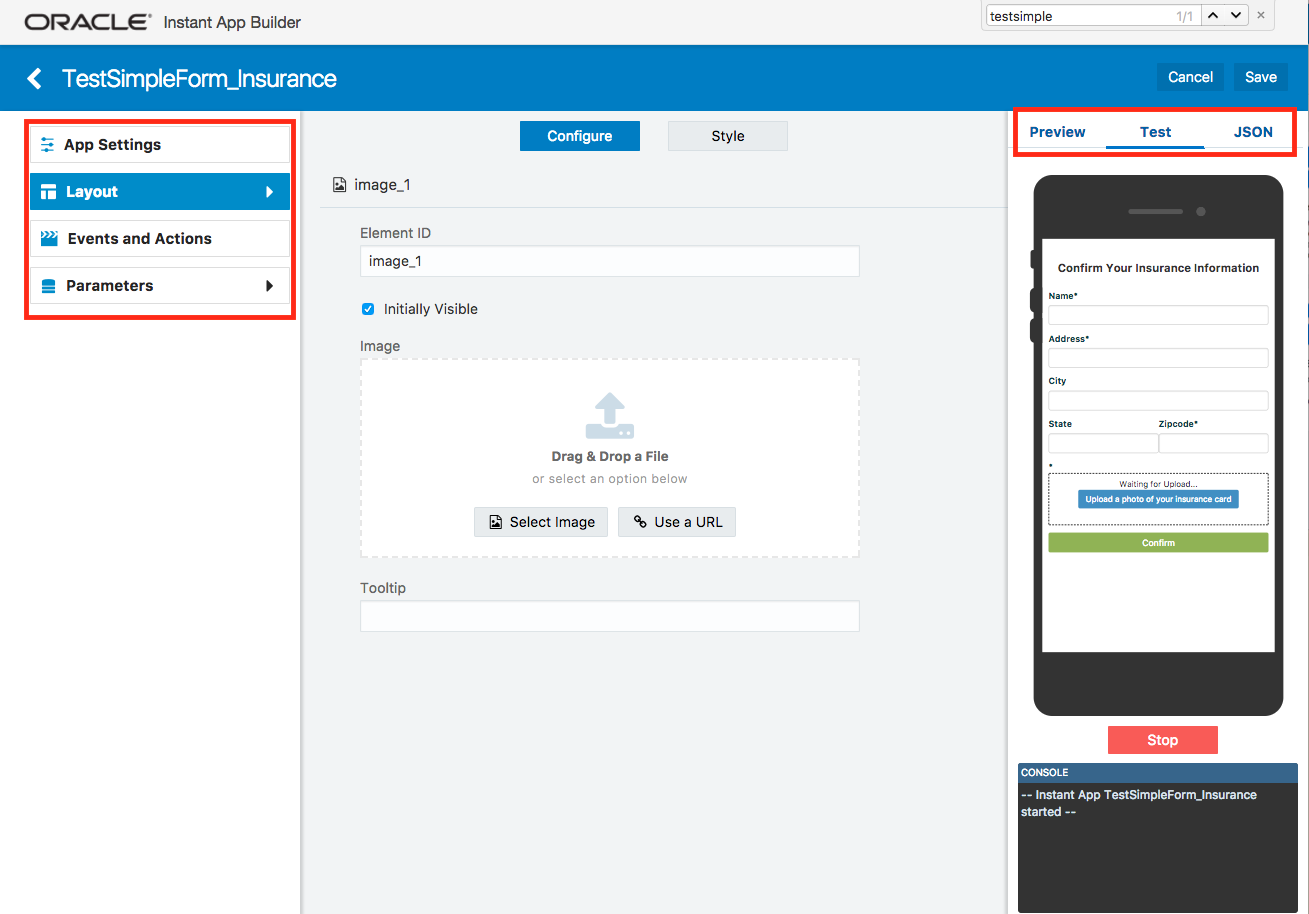 ORACLE® Instant App Builder
testsimple 1/1
TestSimpleForm_Insurance
Cancel Save
App Settings
Layout
Events and Actions
Parameters
Configure Style
image_1
Element ID
image_1
Initially Visible
Image
Drag & Drop a File
or select an option below
Select Image Use a URL
Tooltip
Preview Test JSON
Confirm Your Insurance Information
Name*
Address*
City
State Zipcode*
*
Waiting for Upload...
Upload a photo of your insurance card
Confirm
Stop
CONSOLE
-- Instant App TestSimpleForm_Insurance
started --